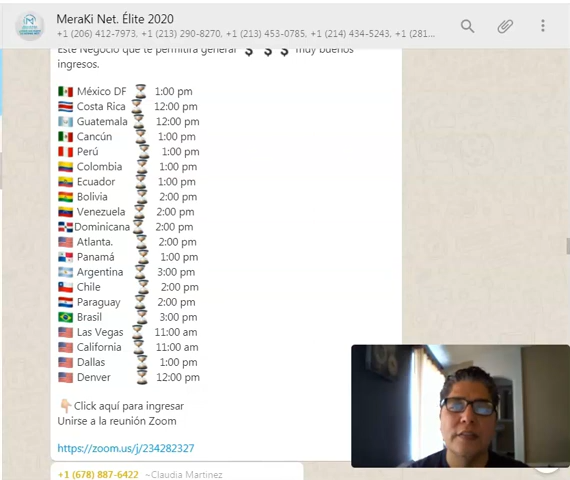 MeraKi Net. Élite 2020
+1 (206) 412-7973, +1 (213) 290-8270, +1 (213) 453-0785, +1 (214) 434-5243, +1 (281...
Este Negocio que te permitirá generar muy buenos
ingresos.
México DF 1:00 pm
Costa Rica 12:00 pm
Guatemala 12:00 pm
Cancún 1:00 pm
Perú 1:00 pm
Colombia 1:00 pm
Ecuador 1:00 pm
Bolivia 2:00 pm
Venezuela 2:00 pm
Dominicana 2:00 pm
Atlanta. 2:00 pm
Panamá 1:00 pm
Argentina 3:00 pm
Chile 2:00 pm
Paraguay 2:00 pm
Brasil 3:00 pm
Las Vegas 11:00 am
California 11:00 am
Dallas 1:00 pm
Denver 12:00 pm
Click aquí para ingresar
Unirse a la reunión Zoom
https://zoom.us/j/234282327
+1 (678) 887-6422 ~Claudia Martinez